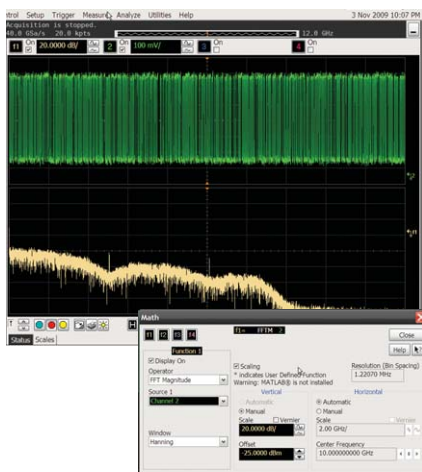 ntrol Setup Trigger Measure Analyze Utilities Help 3 Nov 2009 10:07 PM
Acquisition is stopped.
40.0 GSa/s 20.0 kpts 12.0 GHz
f1 On 20.0000 dB/ 2 On 100 mV/ 3 On 4 On
Status Scales
Math
f1 f2 f3 f4 f1= FFTM 2 Close
Help
Function 1
Display On
Operator
FFT Magnitude
Source 1
Channel 2
Window
Hanning
Scaling
* indicates User Defined Function
Warning: MATLAB® is not installed
Resolution (Bin Spacing)
1.22070 MHz
Vertical
Automatic
Manual
Scale Vernier
20.0000 dB/
Offset
-25.0000 dBm
Horizontal
Automatic
Manual
Scale Vernier
2.00 GHz/
Center Frequency
10.000000000 GHz